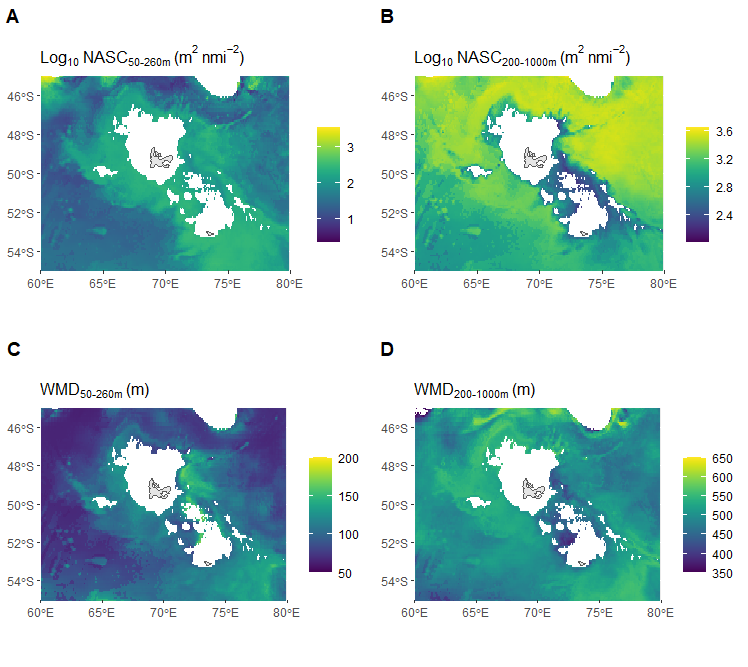 A
Log₁₀ NASC₅₀₋₂₆₀ₘ (m² nmi⁻²)
46°S
48°S
50°S
52°S
54°S
60°E 65°E 70°E 75°E 80°E
3
2
1
B
Log₁₀ NASC₂₀₀₋₁₀₀₀ₘ (m² nmi⁻²)
46°S
48°S
50°S
52°S
54°S
60°E 65°E 70°E 75°E 80°E
3.6
3.2
2.8
2.4
C
WMD₅₀₋₂₆₀ₘ (m)
46°S
48°S
50°S
52°S
54°S
60°E 65°E 70°E 75°E 80°E
200
150
100
50
D
WMD₂₀₀₋₁₀₀₀ₘ (m)
46°S
48°S
50°S
52°S
54°S
60°E 65°E 70°E 75°E 80°E
650
600
550
500
450
400
350